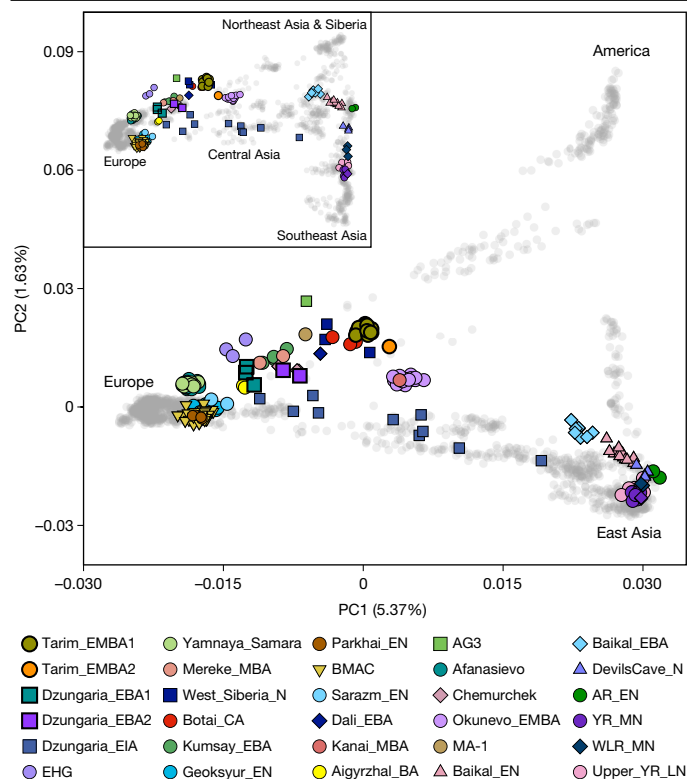 Northeast Asia & Siberia
Europe
Central Asia
Southeast Asia
America
Europe
East Asia
PC2 (1.63%)
0.09
0.06
0.03
0
−0.03
−0.030
−0.015
0
0.015
0.030
PC1 (5.37%)
Tarim_EMBA1 Yamnaya_Samara Parkhai_EN AG3 Baikal_EBA
Tarim_EMBA2 Mereke_MBA BMAC Afanasievo DevilsCave_N
Dzungaria_EBA1 West_Siberia_N Sarazm_EN Chemurchek AR_EN
Dzungaria_EBA2 Botai_CA Dali_EBA Okunevo_EMBA YR_MN
Dzungaria_EIA Kumsay_EBA Kanai_MBA MA-1 WLR_MN
EHG Geoksyur_EN Aigyrzhal_BA Baikal_EN Upper_YR_LN